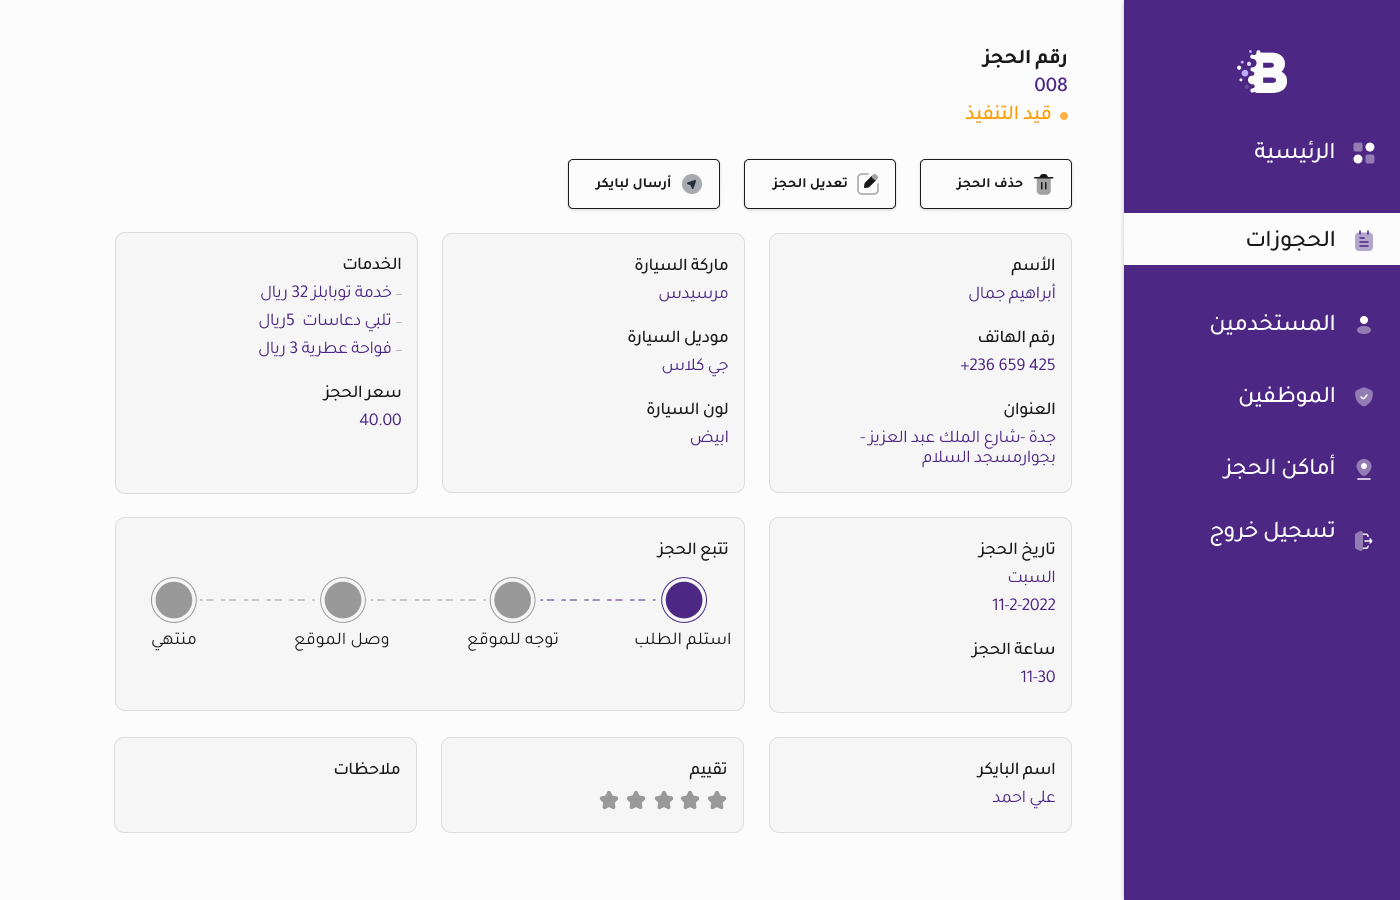 B
الرئيسية
الحجوزات
المستخدمين
الموظفين
أماكن الحجز
تسجيل خروج
رقم الحجز
008
قيد التنفيذ
حذف الحجز
تعديل الحجز
أرسال لبايكر
الأسم
أبراهيم جمال
رقم الهاتف
+236 659 425
العنوان
جدة -شارع الملك عبد العزيز -
بجوارمسجد السلام
ماركة السيارة
مرسيدس
موديل السيارة
جي كلاس
لون السيارة
ابيض
الخدمات
– خدمة توبابلز 32 ريال
– تلبي دعاسات 5ريال
– فواحة عطرية 3 ريال
سعر الحجز
40.00
تاريخ الحجز
السبت
11-2-2022
ساعة الحجز
11-30
تتبع الحجز
استلم الطلب
توجه للموقع
وصل الموقع
منتهي
اسم البايكر
علي احمد
تقييم
ملاحظات